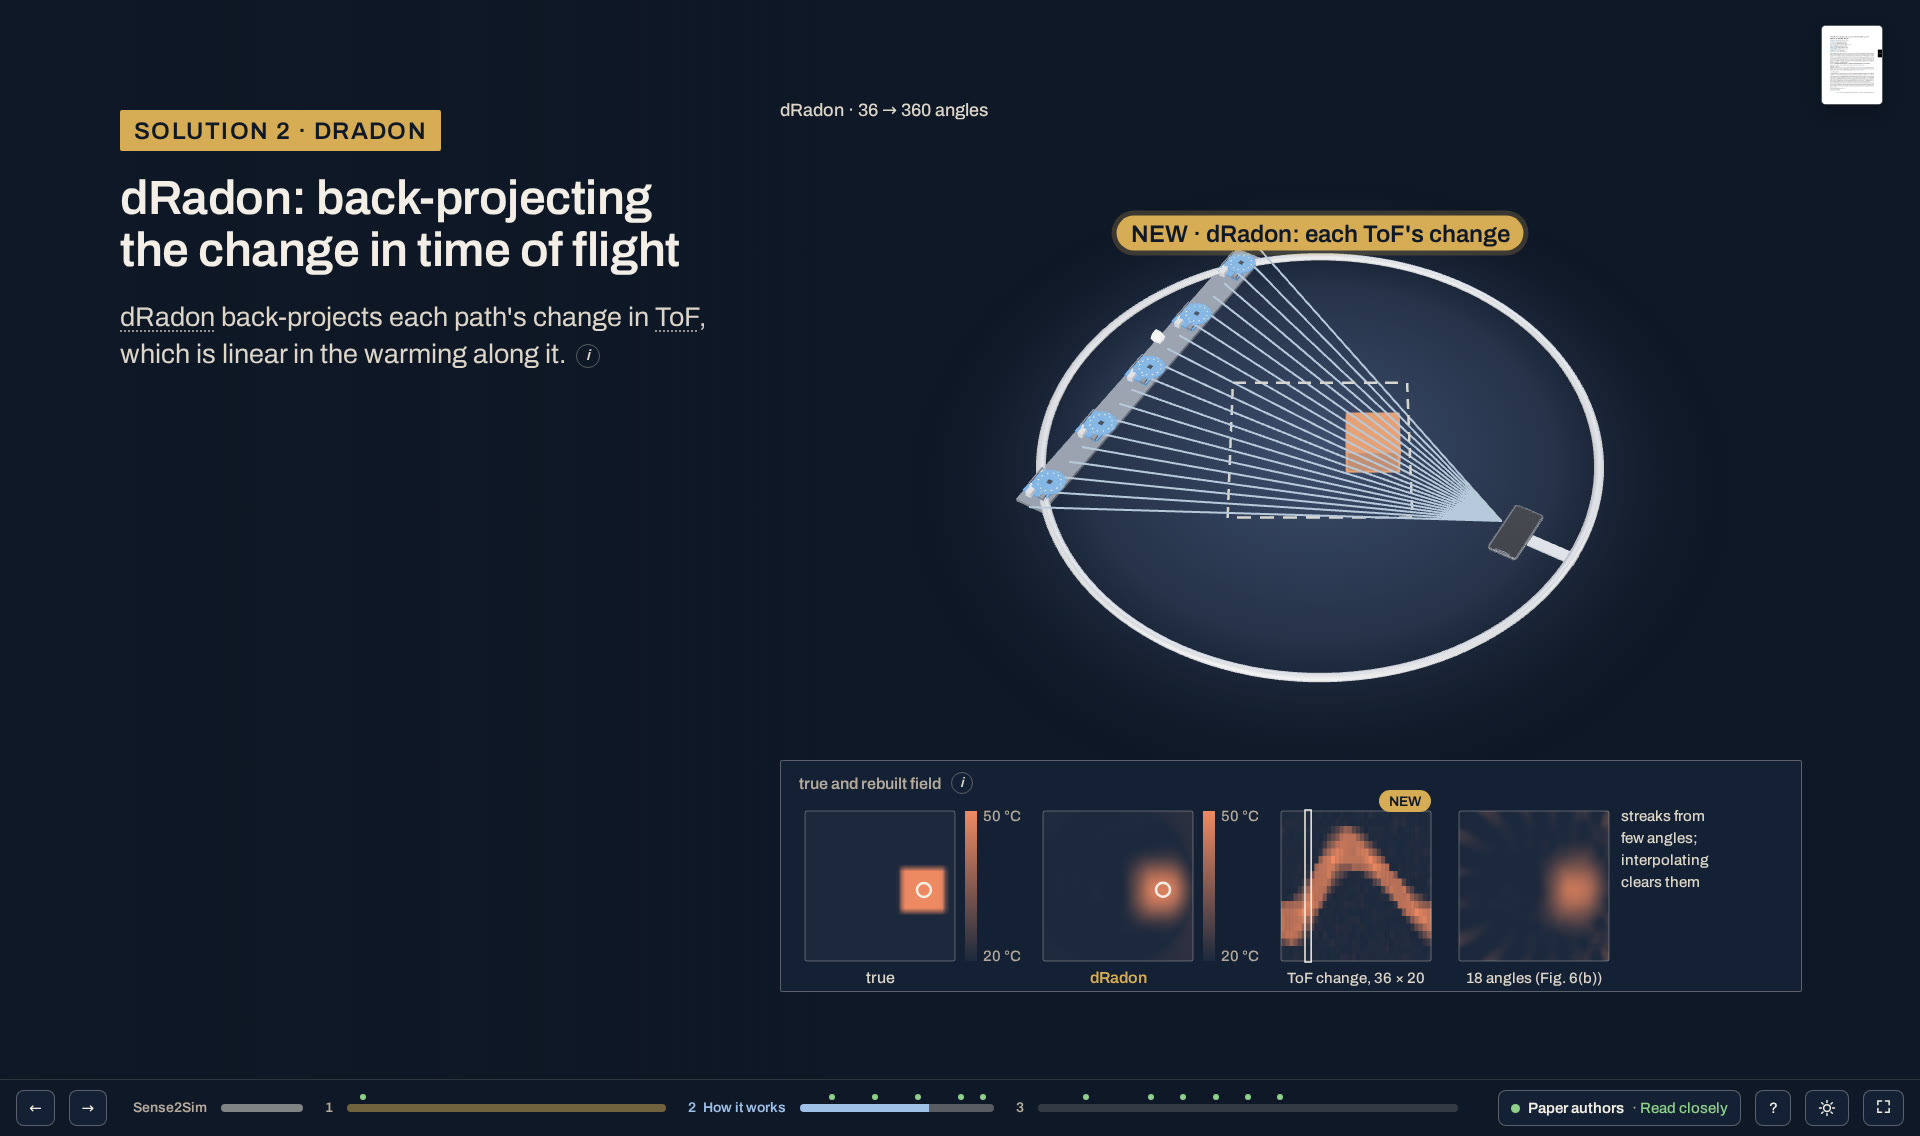 SOLUTION 2 · DRADON
dRadon: back-projecting
the change in time of flight
dRadon back-projects each path's change in ToF,
which is linear in the warming along it. i
dRadon · 36 → 360 angles
NEW · dRadon: each ToF's change
true and rebuilt field i
NEW
50 °C
50 °C
streaks from
few angles;
interpolating
clears them
20 °C
20 °C
true
dRadon
ToF change, 36 × 20
18 angles (Fig. 6(b))
← → Sense2Sim 1 2 How it works 3 Paper authors · Read closely ?